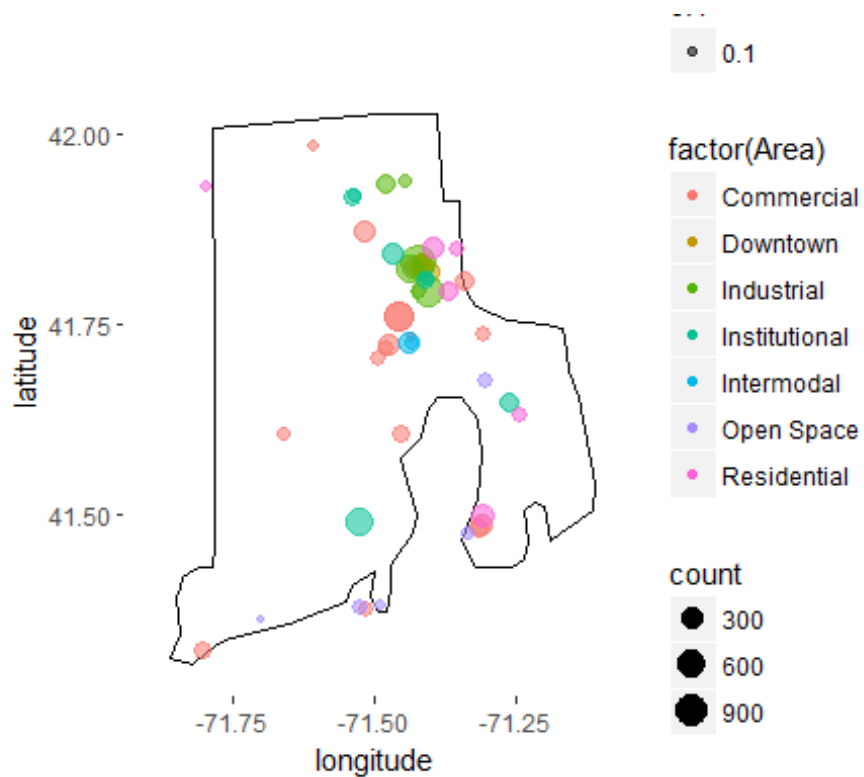 0.1
42.00
factor(Area)
Commercial
Downtown
Industrial
41.75
Institutional
latitude
Intermodal
Open Space
Residential
41.50
count
300
600
900
-71.75 -71.50 -71.25
longitude